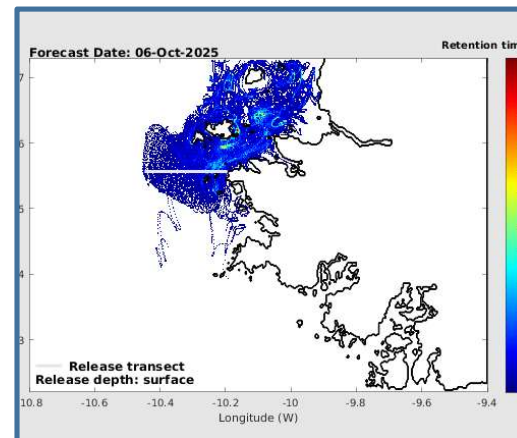 Forecast Date: 06-Oct-2025
Retention tim
7
6
5
4
3
Release transect
Release depth: surface
10.8 -10.6 -10.4 -10.2 -10 -9.8 -9.6 -9.4
Longitude (W)